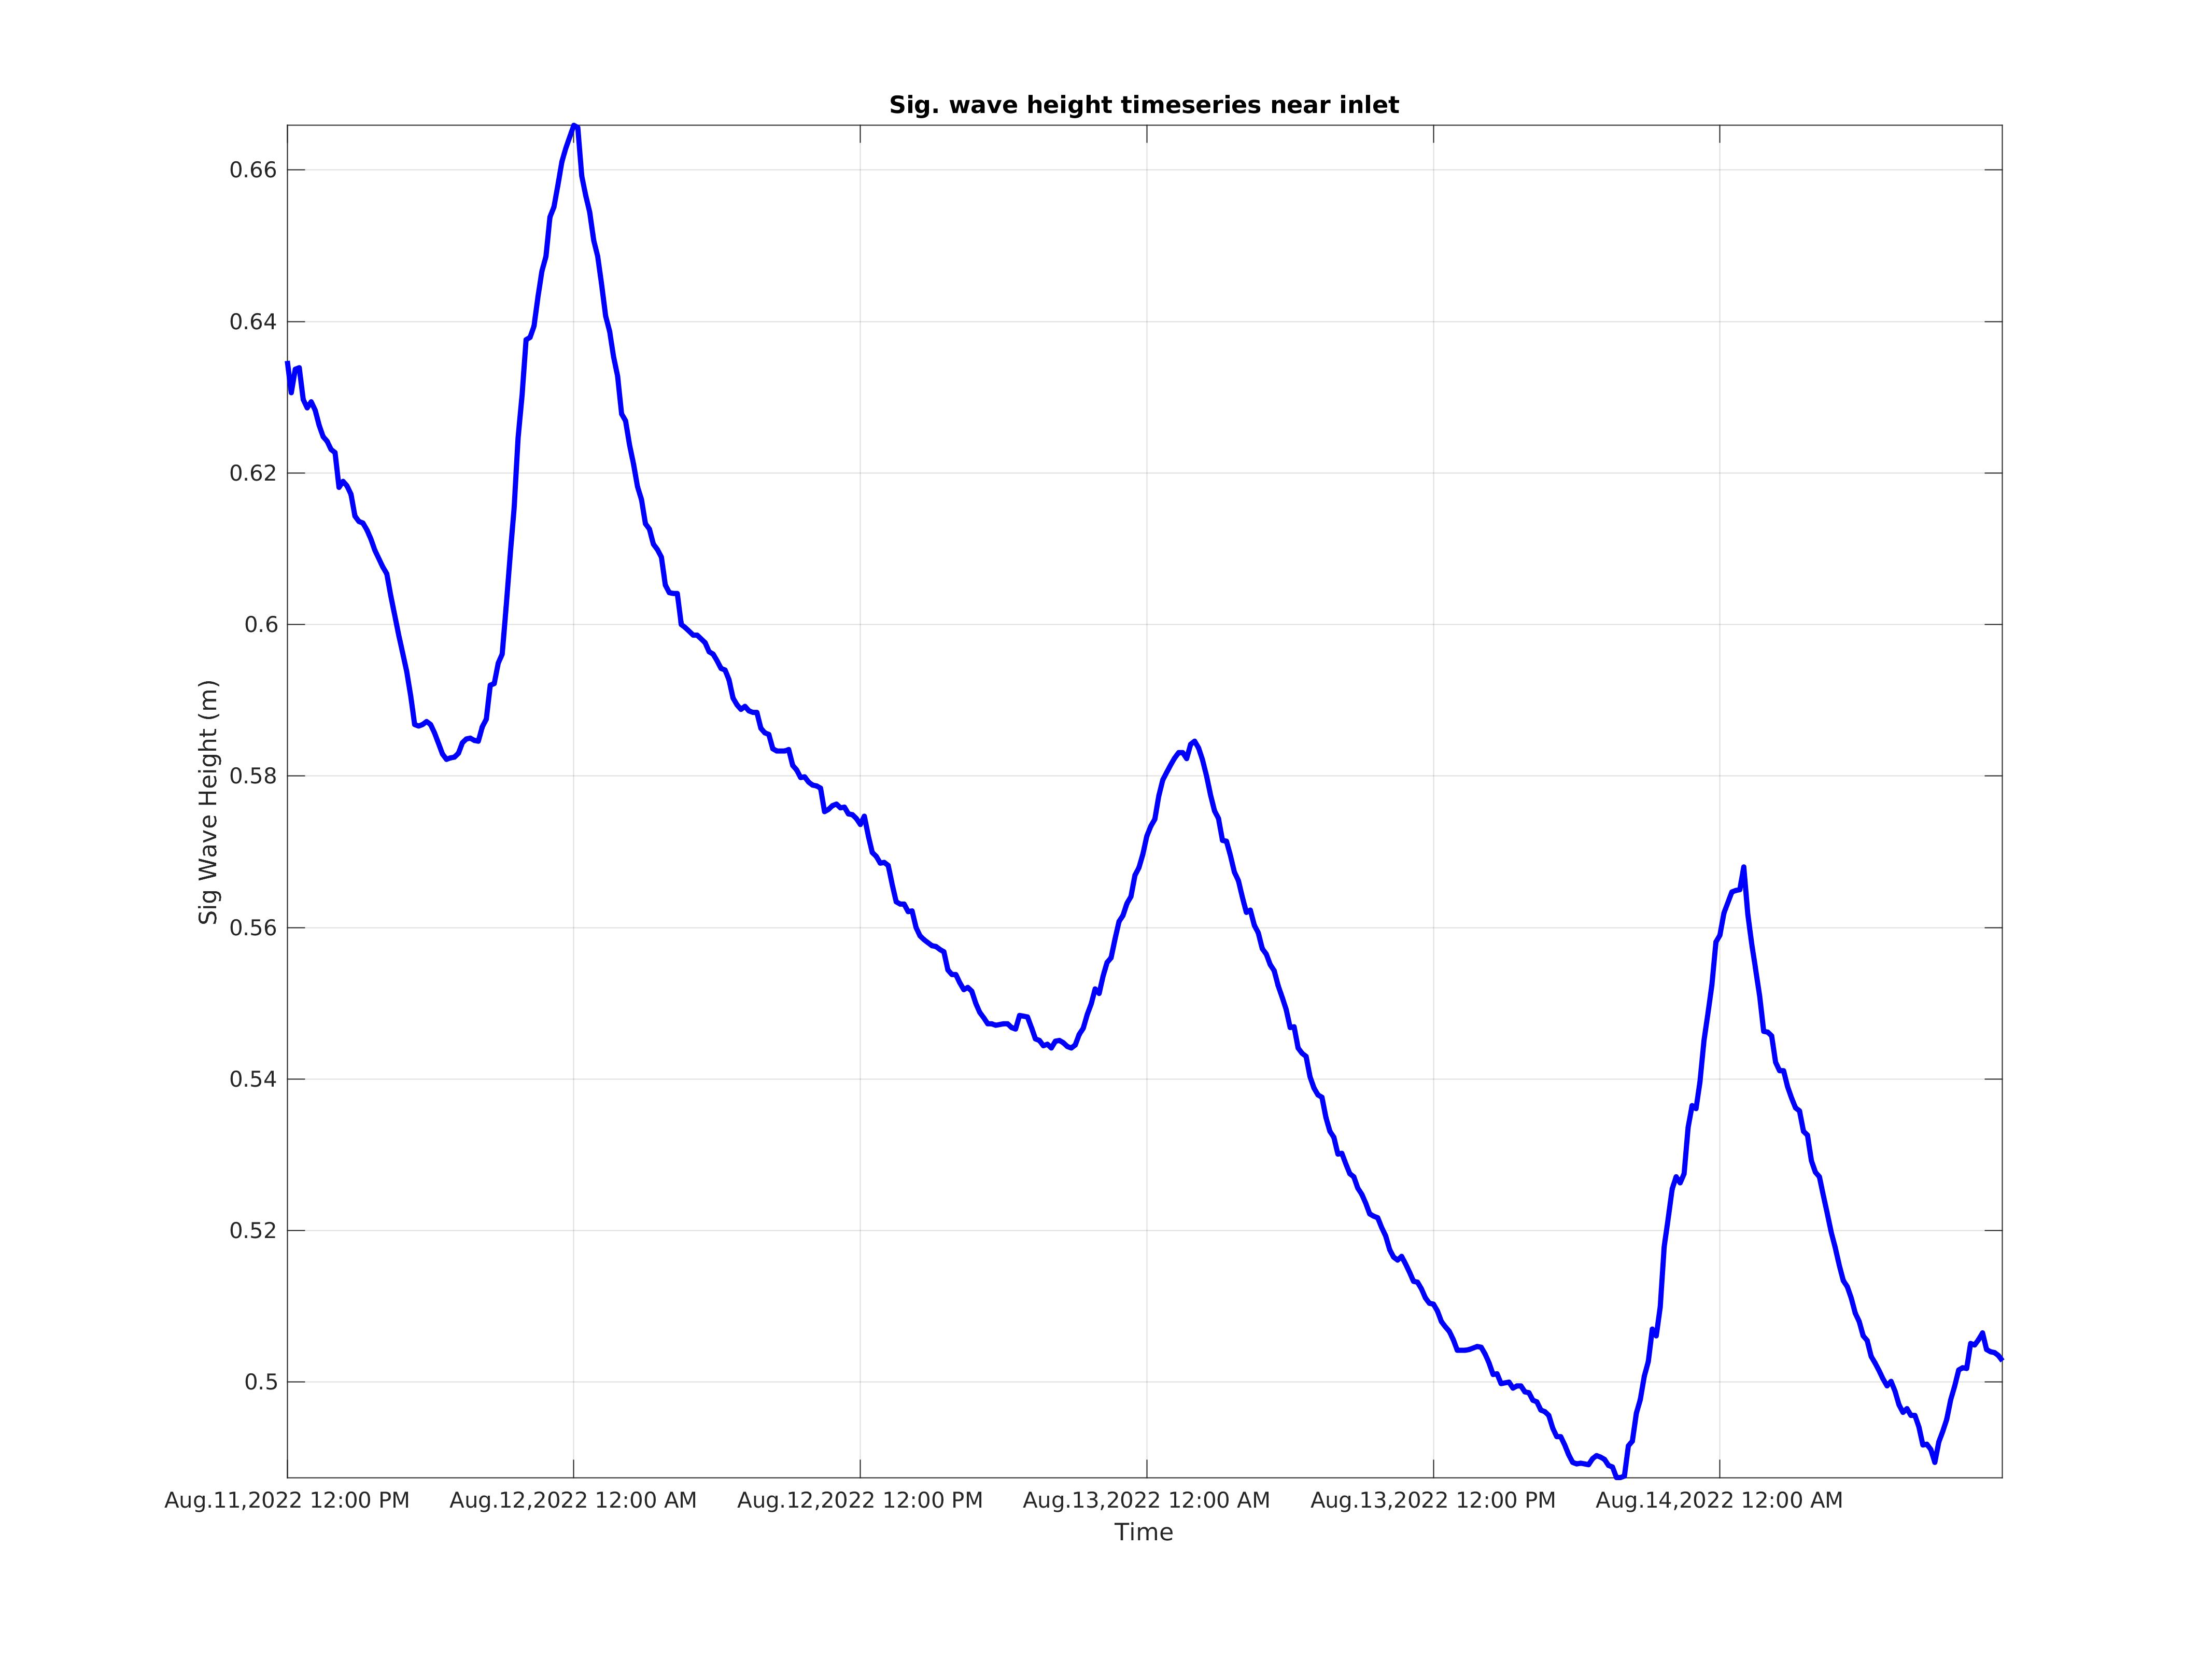 Sig. wave height timeseries near inlet
0.66
0.64
0.62
0.6
0.58
0.56
0.54
0.52
0.5
Sig Wave Height (m)
Aug.11,2022 12:00 PM Aug.12,2022 12:00 AM Aug.12,2022 12:00 PM Aug.13,2022 12:00 AM Aug.13,2022 12:00 PM Aug.14,2022 12:00 AM
Time